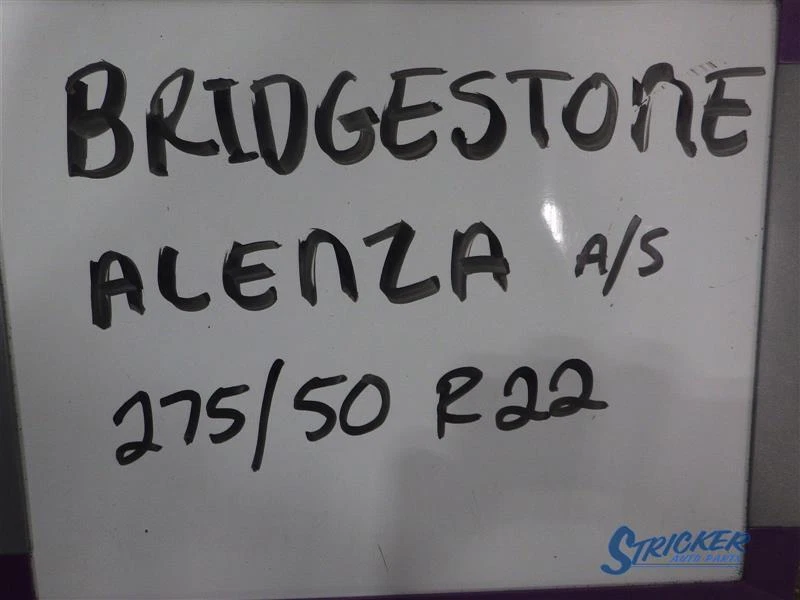 BRIDGESTONE
ALENZA A/S
275/50 R22
STRICKER
AUTO PARTS